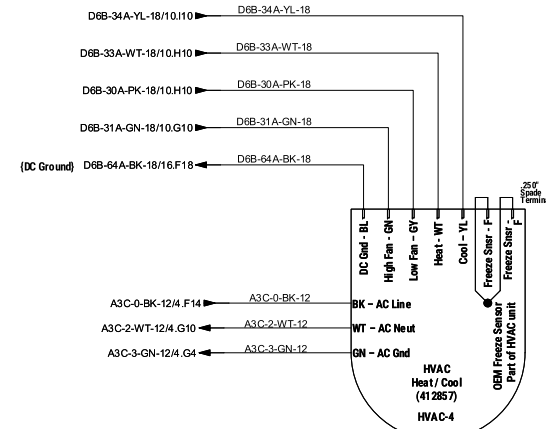 D6B-34A-YL-18/10.I10 D6B-34A-YL-18
D6B-33A-WT-18/10.H10 D6B-33A-WT-18
D6B-30A-PK-18/10.H10 D6B-30A-PK-18
D6B-31A-GN-18/10.G10 D6B-31A-GN-18
{DC Ground} D6B-64A-BK-18/16.F18 D6B-64A-BK-18
.250"
Spade
Termin
DC Gnd - BL
High Fan - GN
Low Fan – GY
Heat - WT
Cool – YL
Freeze Snsr - F
Freeze Snsr -
F
A3C-0-BK-12/4.F14 A3C-0-BK-12 BK – AC Line
A3C-2-WT-12/4.G10 A3C-2-WT-12 WT - AC Neut
A3C-3-GN-12/4.G4 A3C-3-GN-12 GN – AC Gnd
OEM Freeze Sensor
Part of HVAC unit
HVAC
Heat / Cool
(412857)
HVAC-4